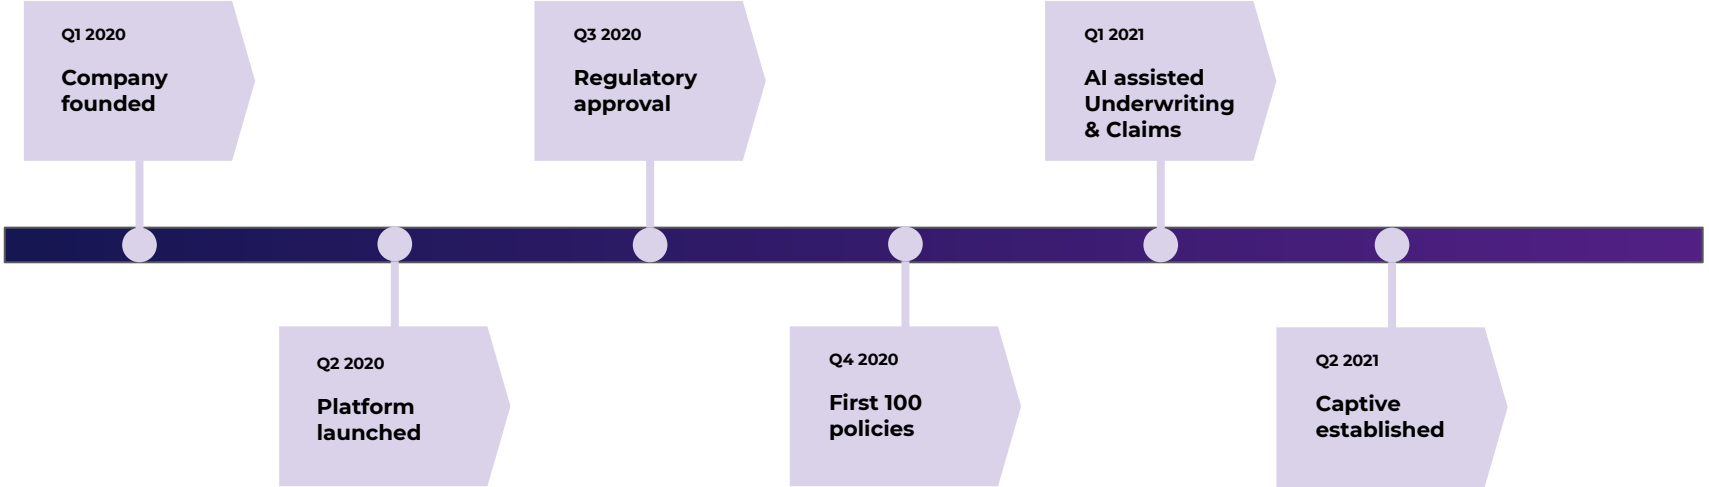 Q1 2020
Company
founded
Q2 2020
Platform
launched
Q3 2020
Regulatory
approval
Q4 2020
First 100
policies
Q1 2021
AI assisted
Underwriting
& Claims
Q2 2021
Captive
established